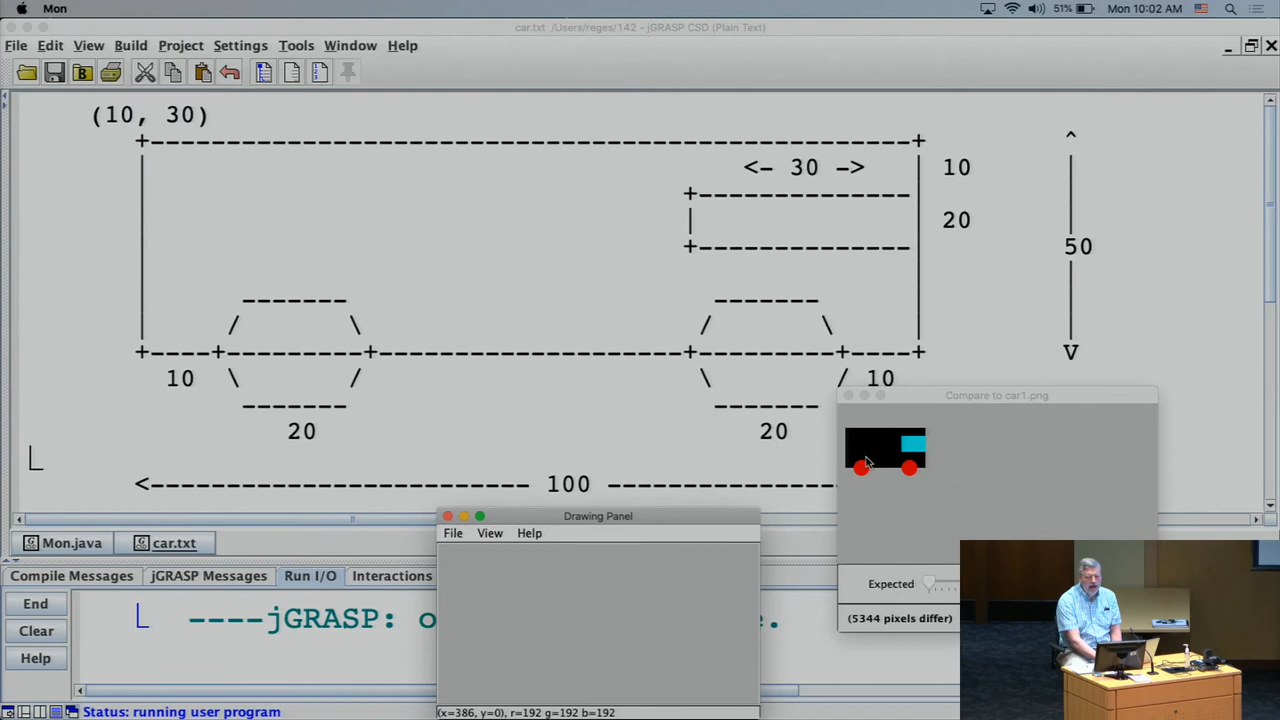 Mon
51%
Mon 10:02 AM
car.txt /Users/reges/142 - jGRASP CSD (Plain Text)
File Edit View Build Project Settings Tools Window Help
(10, 30)
+--------------------------------------------------+
<- 30 -> | 10
+--------------
| 20
+--------------
50
------- -------
/ \ / \
+-----+----------+---------------------+----------+-----+
V
10 \ / \ / 10
------- -------
20 20
<------------------------- 100 ---------------
Compare to car1.png
Drawing Panel
File View Help
Expected
(5344 pixels differ)
(x=386, y=0), r=192 g=192 b=192
Mon.java car.txt
Compile Messages jGRASP Messages Run I/O Interactions
End
Clear
Help
----jGRASP: o
e.
Status: running user program